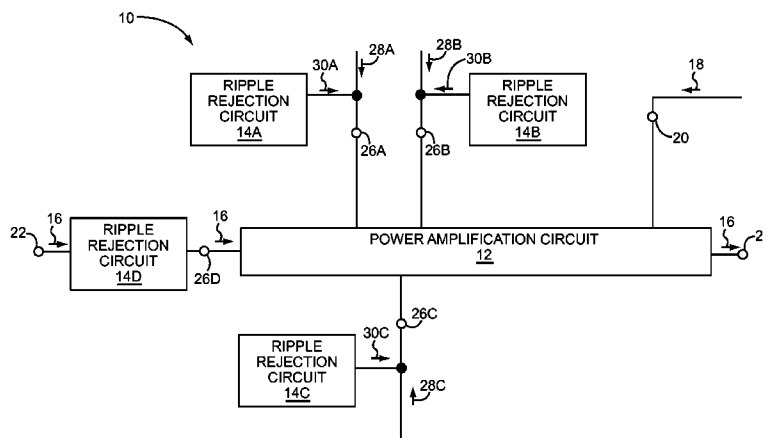 10
28A
28B
30A
30B
18
RIPPLE
REJECTION
CIRCUIT
14A
RIPPLE
REJECTION
CIRCUIT
14B
26A
26B
20
22
16
RIPPLE
REJECTION
CIRCUIT
14D
26D
16
POWER AMPLIFICATION CIRCUIT
12
16
2
26C
RIPPLE
REJECTION
CIRCUIT
14C
30C
28C